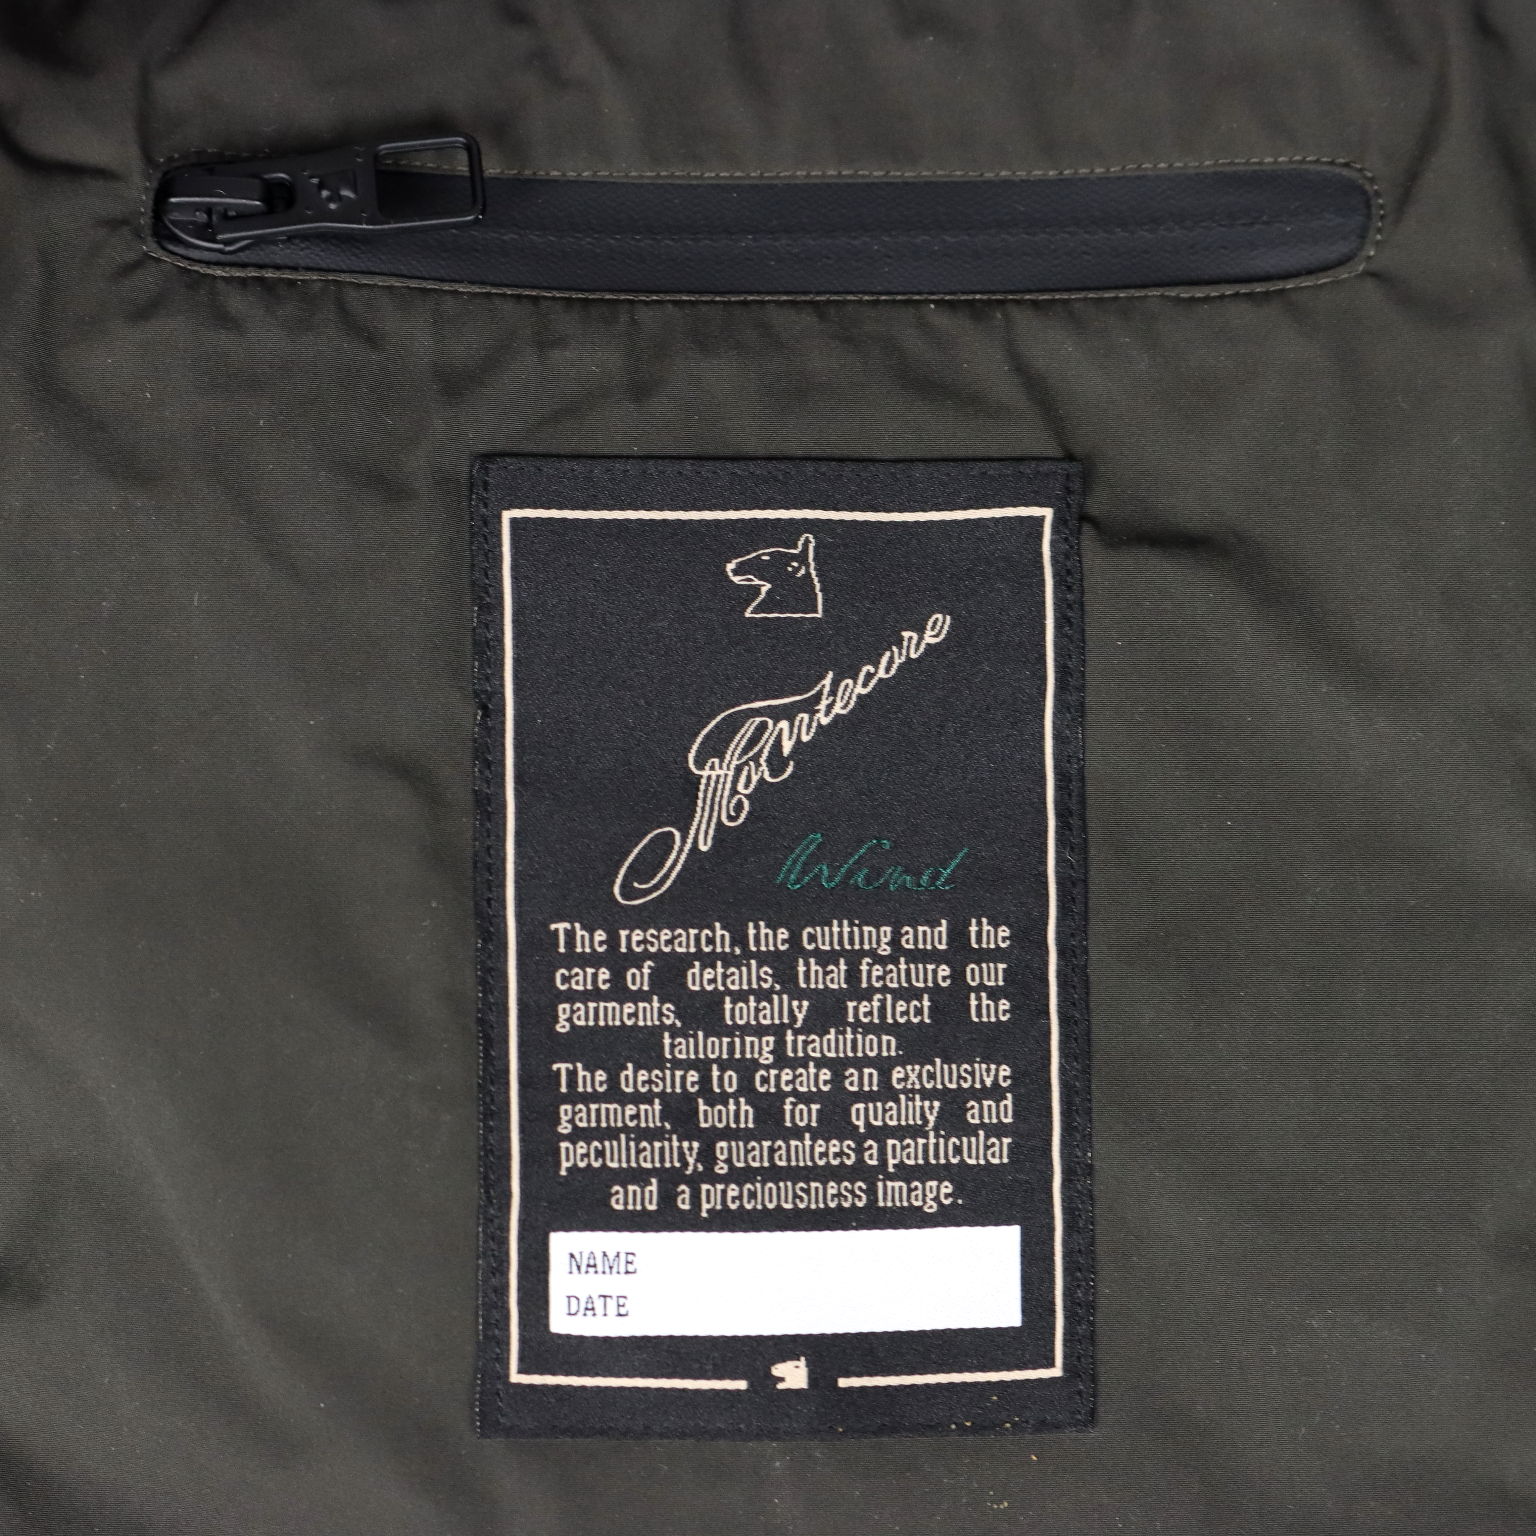 Montecore
Wind
The research, the cutting and the
care of details, that feature our
garments, totally reflect the
tailoring tradition.
The desire to create an exclusive
garment, both for quality and
peculiarity, guarantees a particular
and a preciousness image.
NAME
DATE